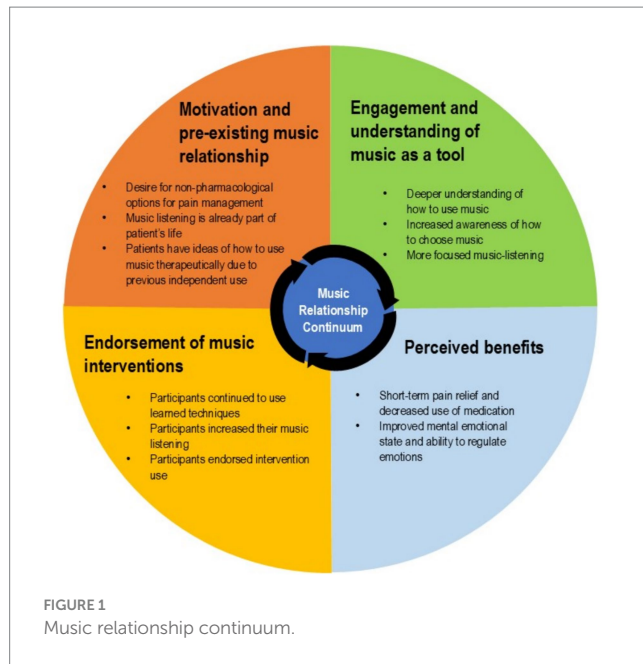 Motivation and
pre-existing music
relationship
• Desire for non-pharmacological
options for pain management
• Music listening is already part of
patient's life
• Patients have ideas of how to use
music therapeutically due to
previous independent use
Engagement and
understanding of
music as a tool
• Deeper understanding of
how to use music
• Increased awareness of how
to choose music
• More focused music-listening
Music
Relationship
Continuum
Endorsement of music
interventions
• Participants continued to use
learned techniques
• Participants increased their music
listening
• Participants endorsed intervention
use
Perceived benefits
• Short-term pain relief and
decreased use of medication
• Improved mental emotional
state and ability to regulate
emotions
FIGURE 1
Music relationship continuum.